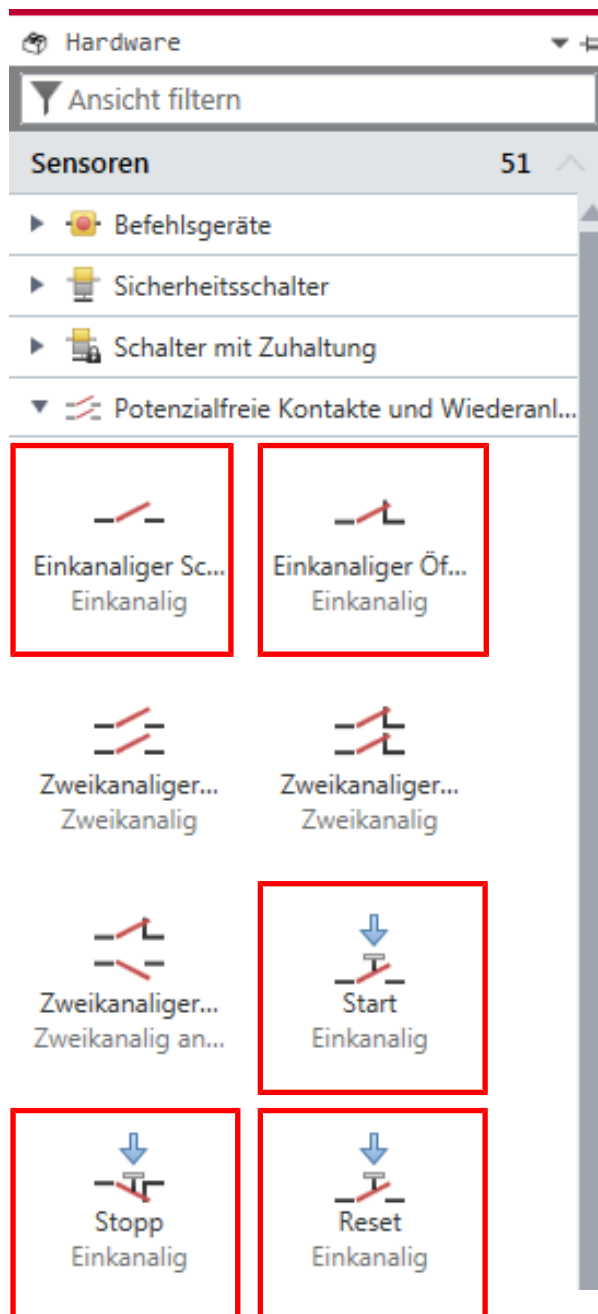 Hardware
Ansicht filtern
Sensoren 51
Befehlsgeräte
Sicherheitsschalter
Schalter mit Zuhaltung
Potenzialfreie Kontakte und Wiederanl...
Einkanaliger Sc... Einkanaliger Öf...
Einkanalig Einkanalig
Zweikanaliger... Zweikanaliger...
Zweikanalig Zweikanalig
Zweikanaliger... Start
Zweikanalig an... Einkanalig
Stopp Reset
Einkanalig Einkanalig